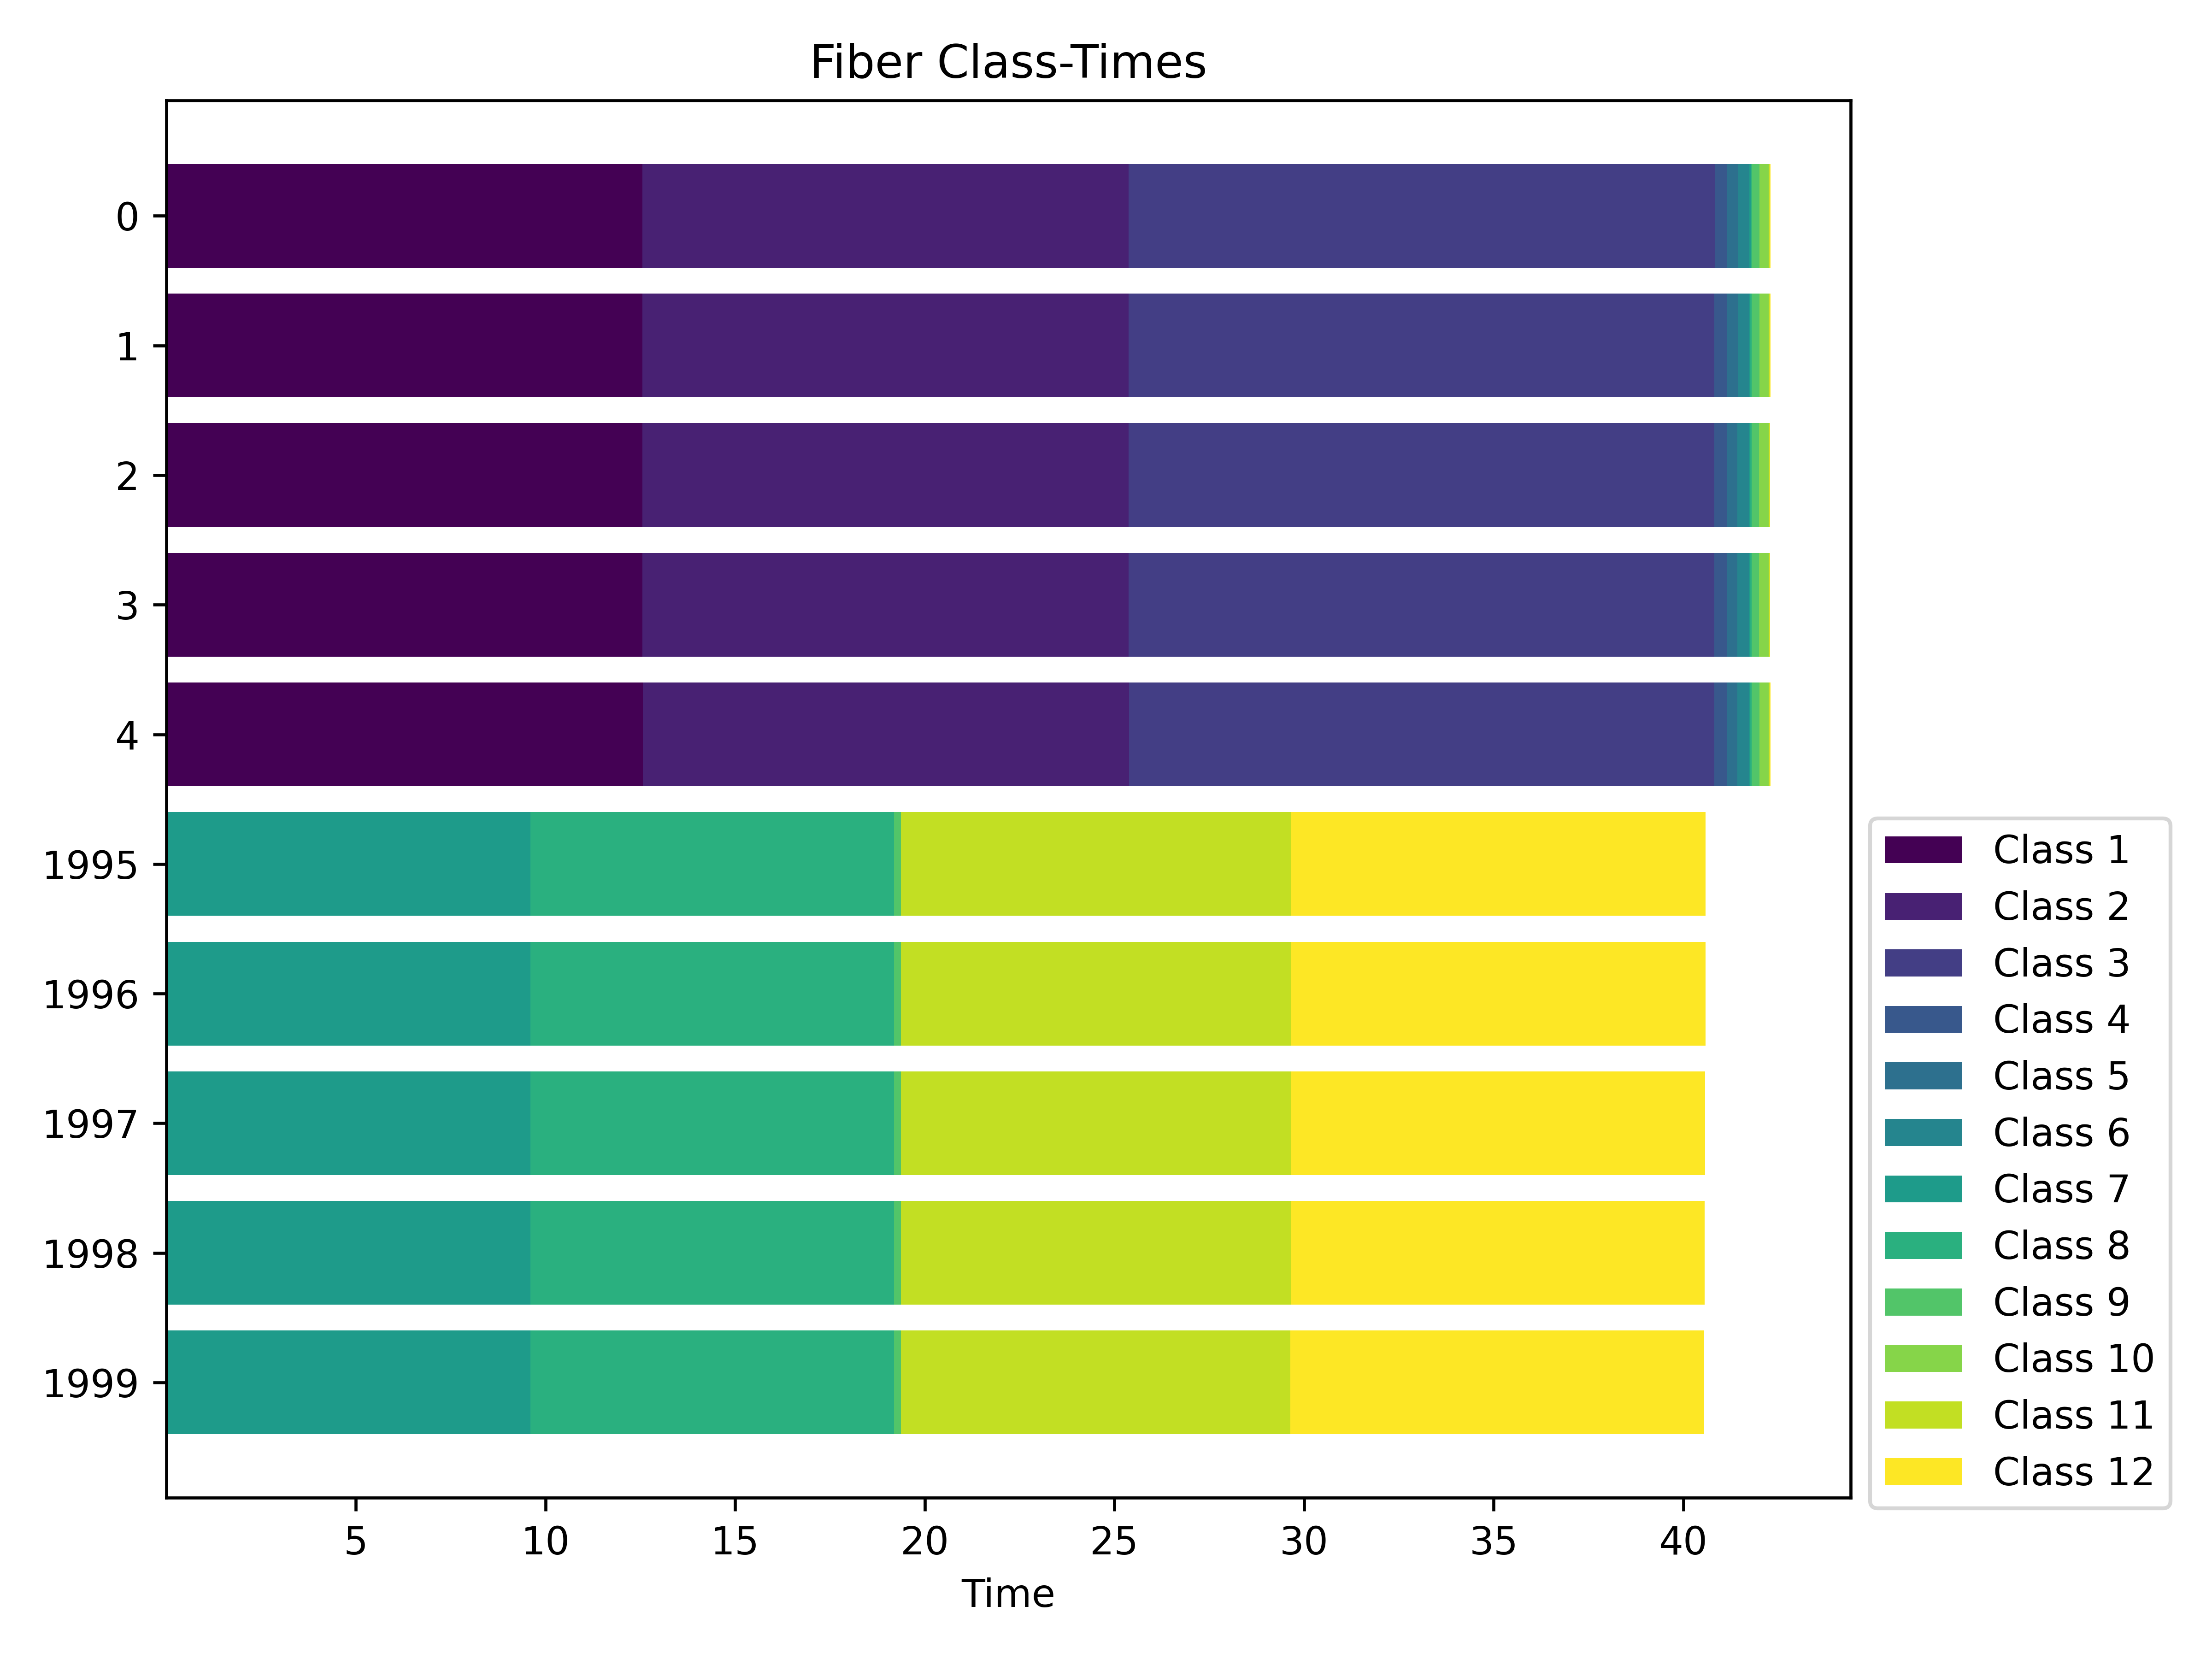 Fiber Class-Times
0
1
2
3
4
1995
1996
1997
1998
1999
5 10 15 20 25 30 35 40
Time
Class 1
Class 2
Class 3
Class 4
Class 5
Class 6
Class 7
Class 8
Class 9
Class 10
Class 11
Class 12